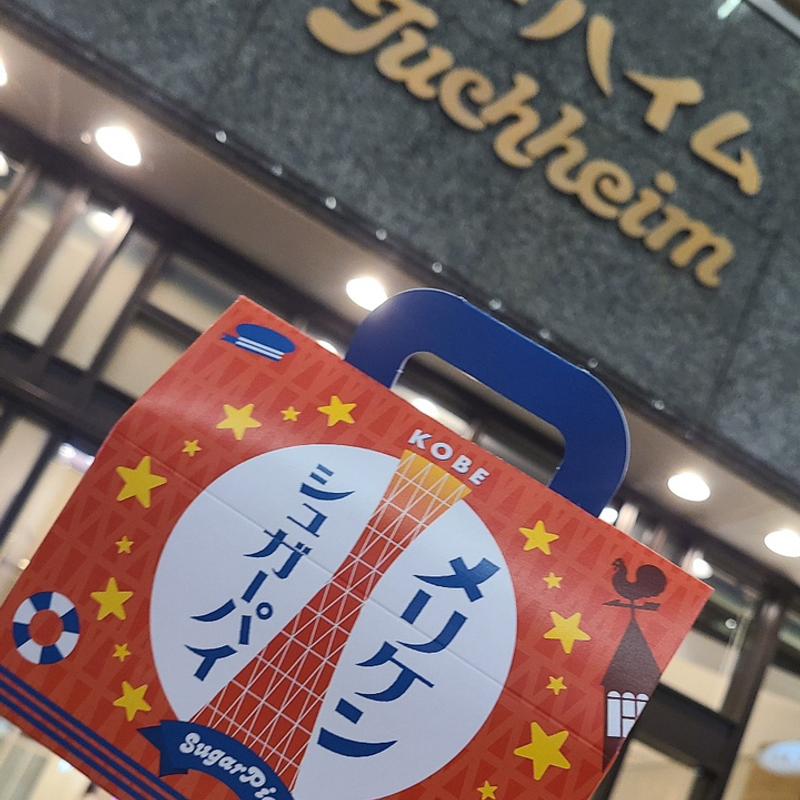 ハイム
Juchheim
KOBE
メリケン
シュガーパイ
SugarPie